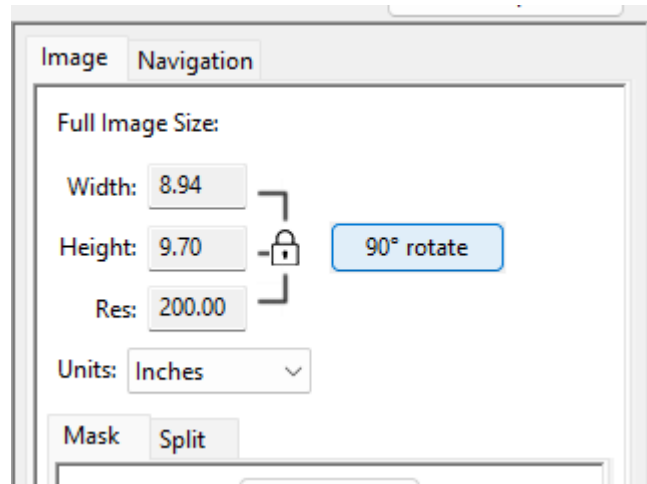 Image Navigation
Full Image Size:
Width: 8.94
Height: 9.70
90° rotate
Res: 200.00
Units: Inches
Mask Split